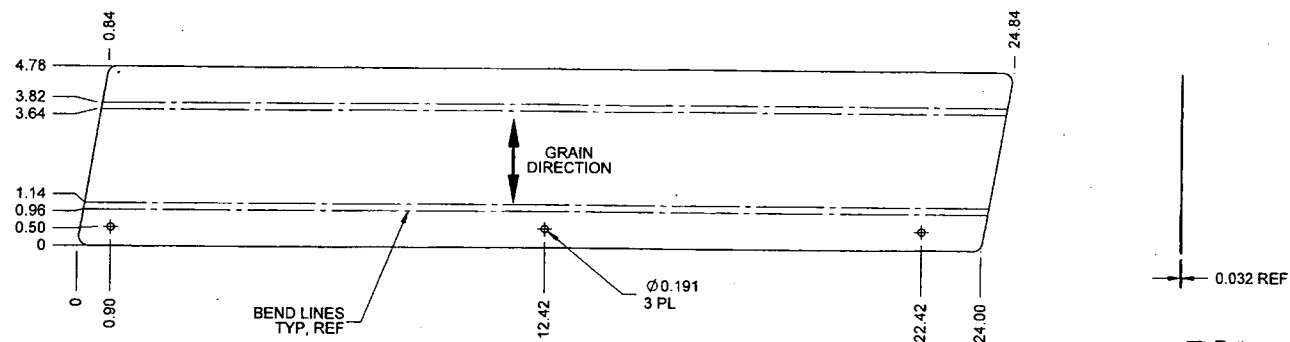 0.84
24.84
4.78
3.82
3.64
GRAIN
DIRECTION
1.14
0.96
0.50
0
0
0.90
BEND LINES
TYP, REF
12.42
Ø0.191
3 PL
22.42
24.00
0.032 REF